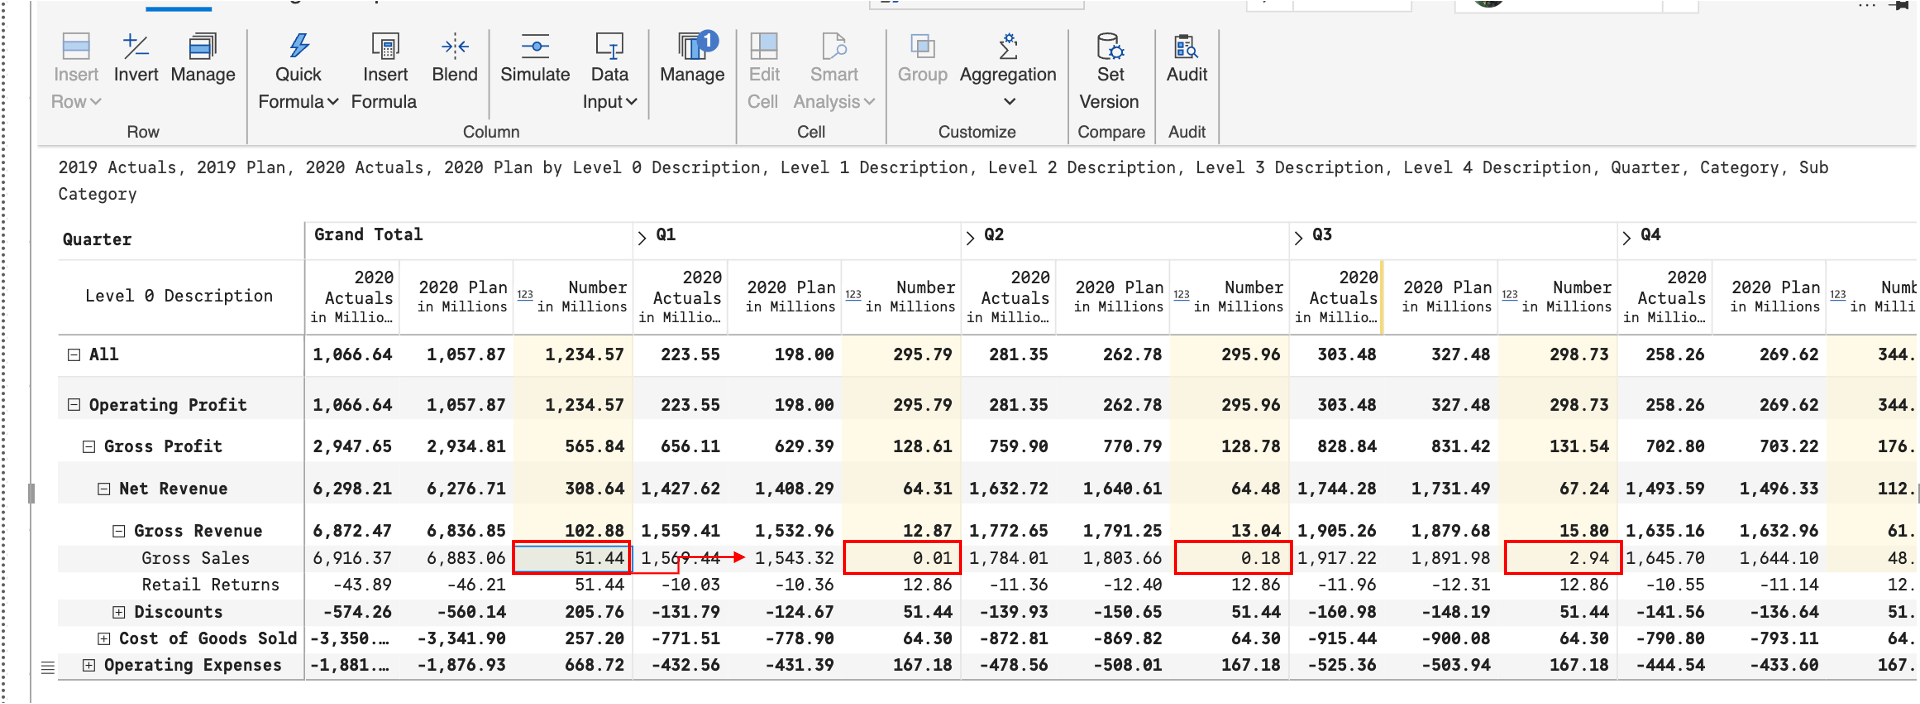 Insert Row Invert Manage Quick Formula Insert Formula Blend Simulate Data Input Manage 1 Edit Cell Smart Analysis Group Aggregation Set Version Audit
Row Column Cell Customize Compare Audit
2019 Actuals, 2019 Plan, 2020 Actuals, 2020 Plan by Level 0 Description, Level 1 Description, Level 2 Description, Level 3 Description, Level 4 Description, Quarter, Category, Sub
Category
Quarter Grand Total Q1 Q2 Q3 Q4
Level 0 Description 2020 Actuals in Millio… 2020 Plan in Millions 123 Number in Millions 2020 Actuals in Millio… 2020 Plan in Millions 123 Number in Millions 2020 Actuals in Millio… 2020 Plan in Millions 123 Number in Millions 2020 Actuals in Millio… 2020 Plan in Millions 123 Number in Millions 2020 Actuals in Millio… 2020 Plan in Millions 123 Numb in Milli
All 1,066.64 1,057.87 1,234.57 223.55 198.00 295.79 281.35 262.78 295.96 303.48 327.48 298.73 258.26 269.62 344.
Operating Profit 1,066.64 1,057.87 1,234.57 223.55 198.00 295.79 281.35 262.78 295.96 303.48 327.48 298.73 258.26 269.62 344.
Gross Profit 2,947.65 2,934.81 565.84 656.11 629.39 128.61 759.90 770.79 128.78 828.84 831.42 131.54 702.80 703.22 176.
Net Revenue 6,298.21 6,276.71 308.64 1,427.62 1,408.29 64.31 1,632.72 1,640.61 64.48 1,744.28 1,731.49 67.24 1,493.59 1,496.33 112.
Gross Revenue 6,872.47 6,836.85 102.88 1,559.41 1,532.96 12.87 1,772.65 1,791.25 13.04 1,905.26 1,879.68 15.80 1,635.16 1,632.96 61.
Gross Sales 6,916.37 6,883.06 51.44 1,569.44 1,543.32 0.01 1,784.01 1,803.66 0.18 1,917.22 1,891.98 2.94 1,645.70 1,644.10 48.
Retail Returns -43.89 -46.21 51.44 -10.03 -10.36 12.86 -11.36 -12.40 12.86 -11.96 -12.31 12.86 -10.55 -11.14 12.
Discounts -574.26 -560.14 205.76 -131.79 -124.67 51.44 -139.93 -150.65 51.44 -160.98 -148.19 51.44 -141.56 -136.64 51.
Cost of Goods Sold -3,350.… -3,341.90 257.20 -771.51 -778.90 64.30 -872.81 -869.82 64.30 -915.44 -900.08 64.30 -790.80 -793.11 64.
Operating Expenses -1,881.… -1,876.93 668.72 -432.56 -431.39 167.18 -478.56 -508.01 167.18 -525.36 -503.94 167.18 -444.54 -433.60 167.